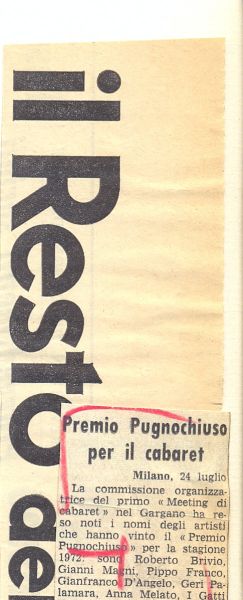 il Resto de
Premio Pugnochiuso
per il cabaret
Milano, 24 luglio
La commissione organizza-
trice del primo «Meeting di
cabaret» nel Gargano ha re-
so noti i nomi degli artisti
che hanno vinto il «Premio
Pugnochiuso» per la stagione
1972: sono Roberto Brivio,
Gianni Magni, Pippo Franco,
Gianfranco D'Angelo, Geri Pa-
lamara, Anna Melato, I Gatti